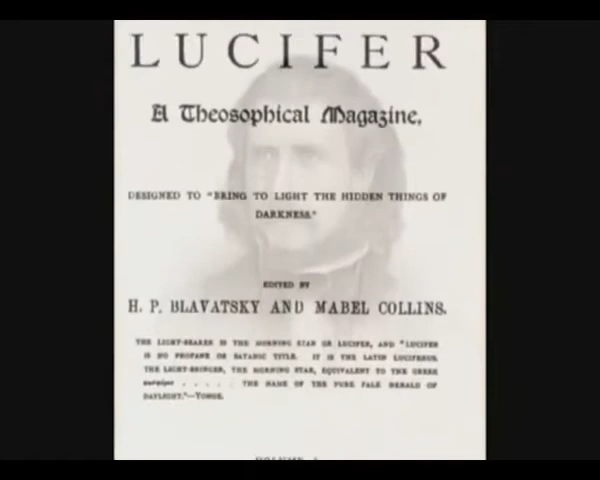 LUCIFER
A Theosophical Magazine,
DESIGNED TO "BRING TO LIGHT THE HIDDEN THINGS OF
DARKNESS."
EDITED BY
H. P. BLAVATSKY AND MABEL COLLINS.
THE LIGHT-BEARER IS THE MORNING STAR OR LUCIFER, AND "LUCIFER
IS NO PROFANE OR SATANIC TITLE. IT IS THE LATIN LUCIFERUS,
THE LIGHT-BRINGER, THE MORNING STAR, EQUIVALENT TO THE GREEK
. . . . . THE NAME OF THE PURE PALE HERALD OF
DAYLIGHT."—YONGE.